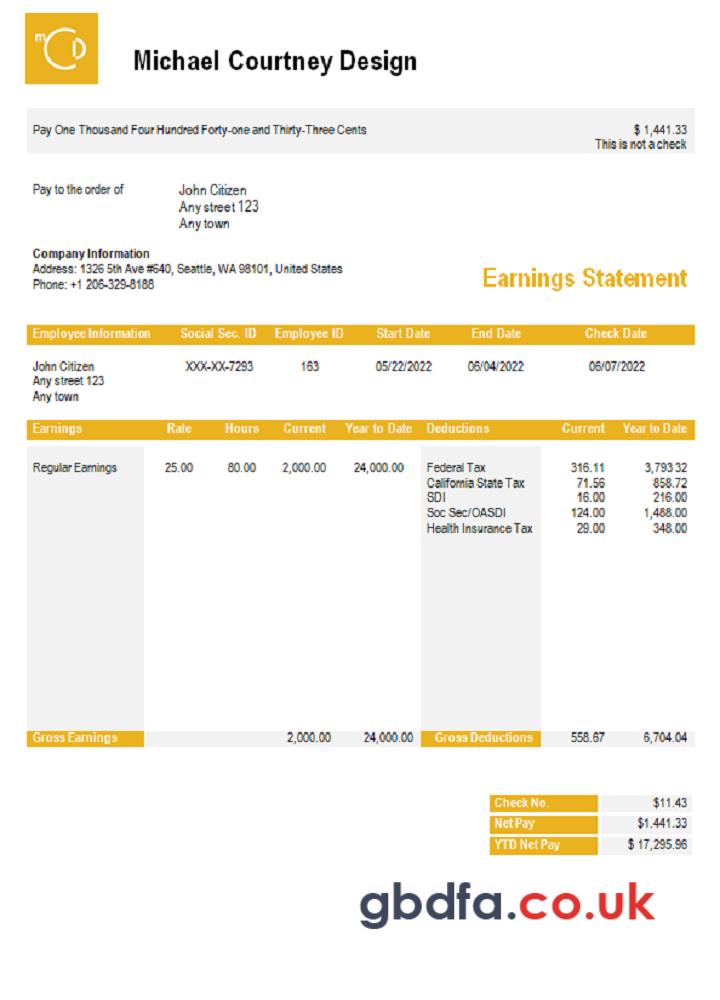 mCD
Michael Courtney Design
Pay One Thousand Four Hundred Forty-one and Thirty-Three Cents $ 1,441.33
This is not a check
Pay to the order of John Citizen
Any street 123
Any town
Company Information
Address: 1326 5th Ave #640, Seattle, WA 98101, United States
Phone: +1 206-329-8188
Earnings Statement
Employee Information Social Sec. ID Employee ID Start Date End Date Check Date
John Citizen XXX-XX-7293 163 05/22/2022 06/04/2022 06/07/2022
Any street 123
Any town
Earnings Rate Hours Current Year to Date Deductions Current Year to Date
Regular Earnings 25.00 80.00 2,000.00 24,000.00 Federal Tax 316.11 3,793 32
California State Tax 71.56 858.72
SDI 16.00 216.00
Soc Sec/OASDI 124.00 1,488.00
Health Insurance Tax 29.00 348.00
Gross Earnings 2,000.00 24,000.00 Gross Deductions 558.67 6,704.04
Check No. $11.43
Net Pay $1.441.33
YTD Net Pay $ 17,295.96
gbdfa.co.uk